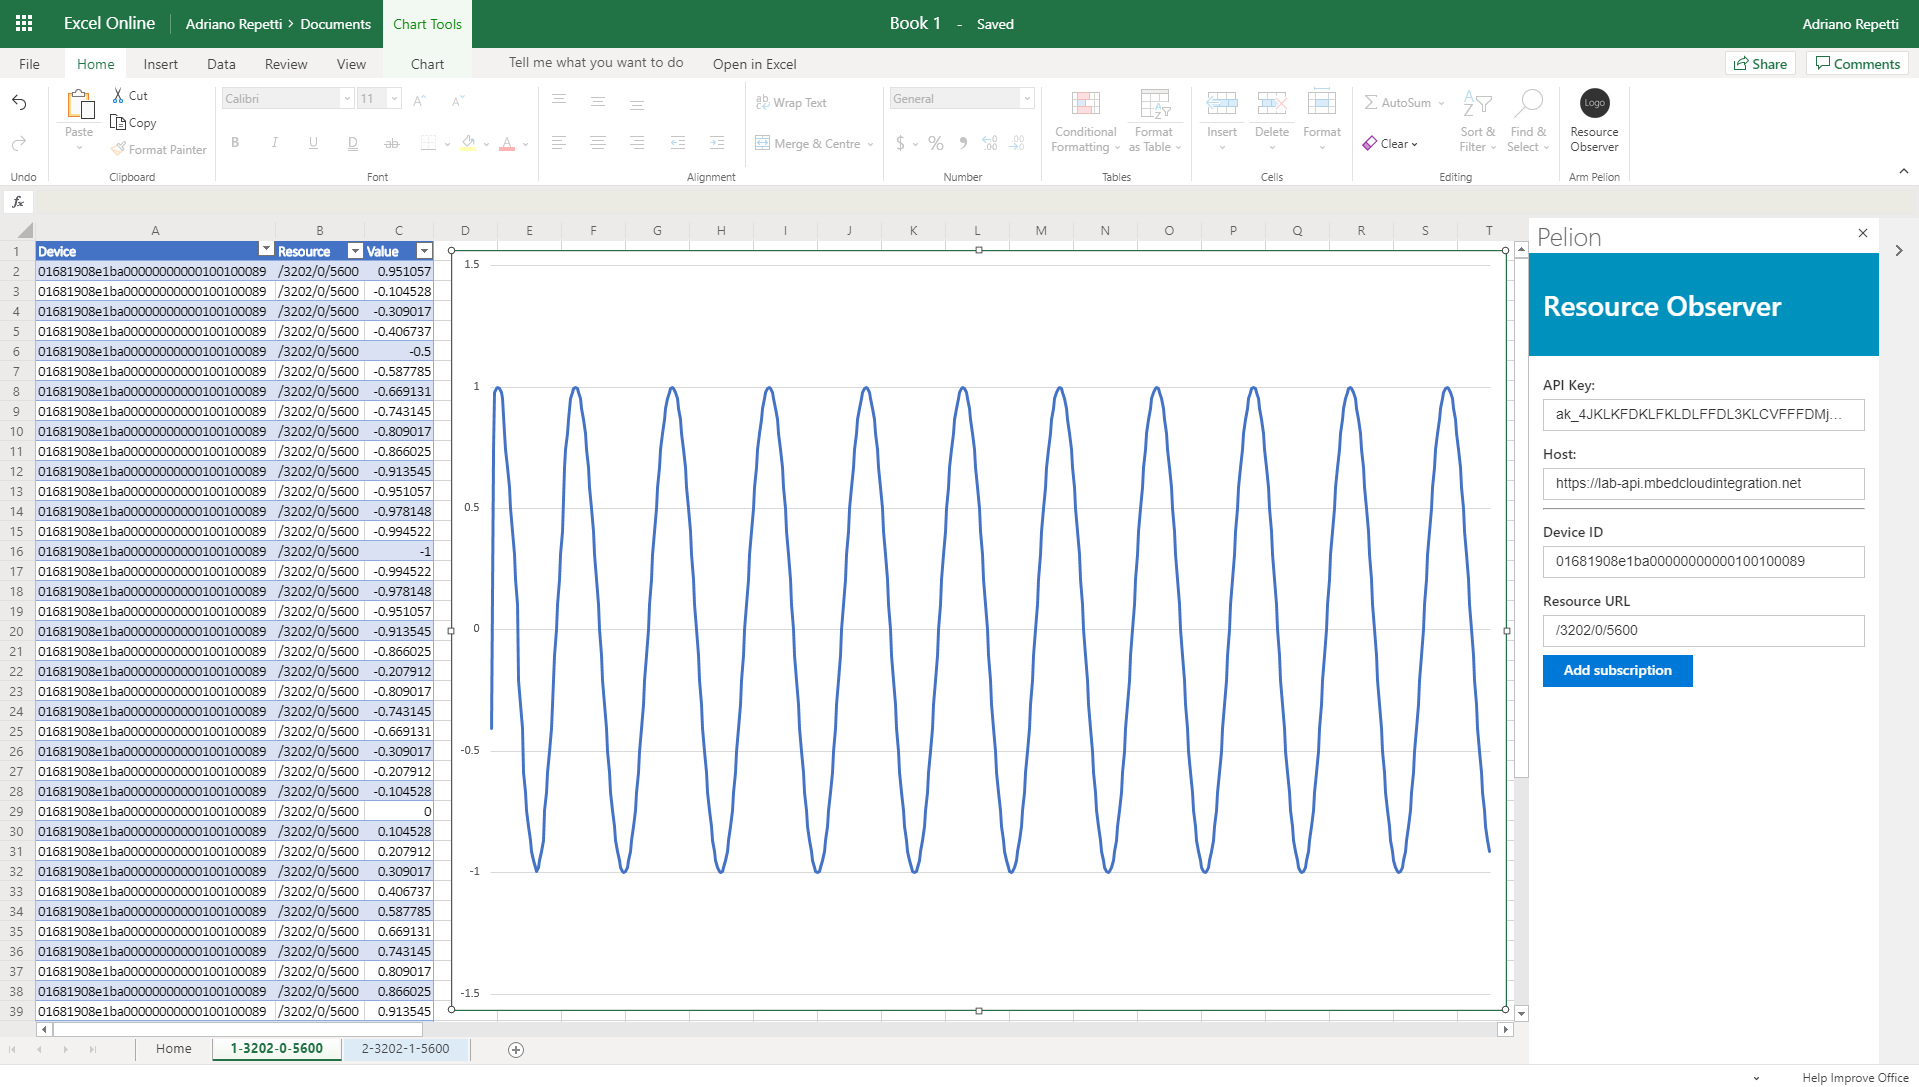 Excel Online Adriano Repetti > Documents Chart Tools Book 1 - Saved Adriano Repetti
File Home Insert Data Review View Chart Tell me what you want to do Open in Excel Share Comments
Paste
Cut
Copy
Format Painter
Calibri 11
B I U D ab
A A A
Wrap Text
Merge & Centre
General
$ % 9 .00 .00
Conditional Formatting
Format as Table
Insert Delete Format
AutoSum
Clear
Sort & Filter
Find & Select
Logo
Resource Observer
Undo Clipboard Font Alignment Number Tables Cells Editing Arm Pelion
fx
A B C D E F G H I J K L M N O P Q R S T
1 Device Resource Value
2 01681908e1ba00000000000100100089 /3202/0/5600 0.951057
3 01681908e1ba00000000000100100089 /3202/0/5600 -0.104528
4 01681908e1ba00000000000100100089 /3202/0/5600 -0.309017
5 01681908e1ba00000000000100100089 /3202/0/5600 -0.406737
6 01681908e1ba00000000000100100089 /3202/0/5600 -0.5
7 01681908e1ba00000000000100100089 /3202/0/5600 -0.587785
8 01681908e1ba00000000000100100089 /3202/0/5600 -0.669131
9 01681908e1ba00000000000100100089 /3202/0/5600 -0.743145
10 01681908e1ba00000000000100100089 /3202/0/5600 -0.809017
11 01681908e1ba00000000000100100089 /3202/0/5600 -0.866025
12 01681908e1ba00000000000100100089 /3202/0/5600 -0.913545
13 01681908e1ba00000000000100100089 /3202/0/5600 -0.951057
14 01681908e1ba00000000000100100089 /3202/0/5600 -0.978148
15 01681908e1ba00000000000100100089 /3202/0/5600 -0.994522
16 01681908e1ba00000000000100100089 /3202/0/5600 -1
17 01681908e1ba00000000000100100089 /3202/0/5600 -0.994522
18 01681908e1ba00000000000100100089 /3202/0/5600 -0.978148
19 01681908e1ba00000000000100100089 /3202/0/5600 -0.951057
20 01681908e1ba00000000000100100089 /3202/0/5600 -0.913545
21 01681908e1ba00000000000100100089 /3202/0/5600 -0.866025
22 01681908e1ba00000000000100100089 /3202/0/5600 -0.207912
23 01681908e1ba00000000000100100089 /3202/0/5600 -0.809017
24 01681908e1ba00000000000100100089 /3202/0/5600 -0.743145
25 01681908e1ba00000000000100100089 /3202/0/5600 -0.669131
26 01681908e1ba00000000000100100089 /3202/0/5600 -0.309017
27 01681908e1ba00000000000100100089 /3202/0/5600 -0.207912
28 01681908e1ba00000000000100100089 /3202/0/5600 -0.104528
29 01681908e1ba00000000000100100089 /3202/0/5600 0
30 01681908e1ba00000000000100100089 /3202/0/5600 0.104528
31 01681908e1ba00000000000100100089 /3202/0/5600 0.207912
32 01681908e1ba00000000000100100089 /3202/0/5600 0.309017
33 01681908e1ba00000000000100100089 /3202/0/5600 0.406737
34 01681908e1ba00000000000100100089 /3202/0/5600 0.587785
35 01681908e1ba00000000000100100089 /3202/0/5600 0.669131
36 01681908e1ba00000000000100100089 /3202/0/5600 0.743145
37 01681908e1ba00000000000100100089 /3202/0/5600 0.809017
38 01681908e1ba00000000000100100089 /3202/0/5600 0.866025
39 01681908e1ba00000000000100100089 /3202/0/5600 0.913545
1.5
1
0.5
0
-0.5
-1
-1.5
Pelion
Resource Observer
API Key:
ak_4JKLKFDKLFKLDLFFDL3KLCVFFFDMj...
Host:
https://lab-api.mbedcloudintegration.net
Device ID
01681908e1ba00000000000100100089
Resource URL
/3202/0/5600
Add subscription
Home 1-3202-0-5600 2-3202-1-5600
Help Improve Office